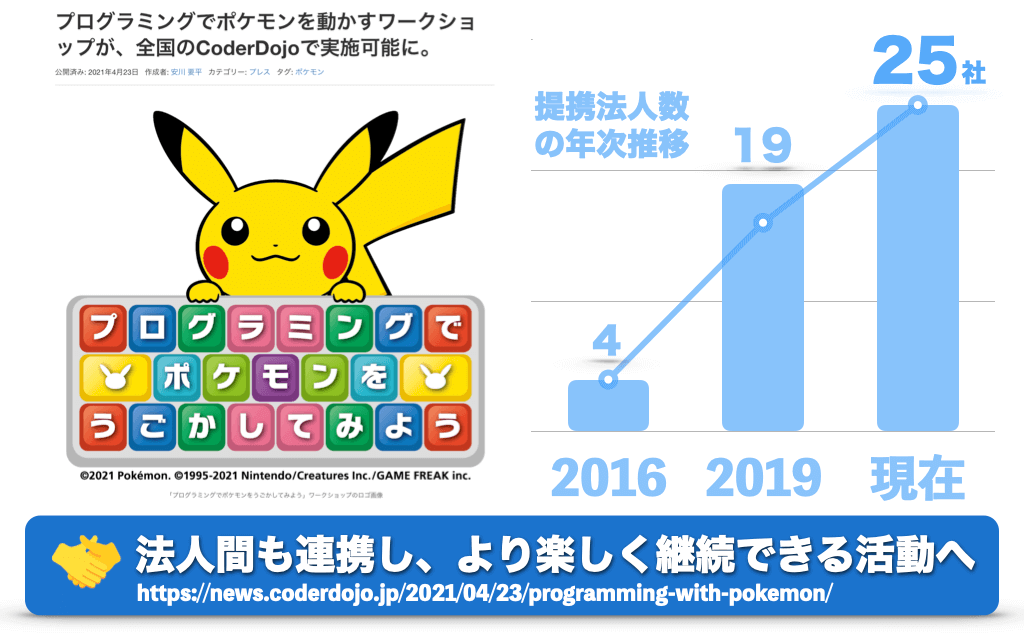 プログラミングでポケモンを動かすワークショ
ップが、全国のCoderDojoで実施可能に。
公開済み: 2021年4月23日 作成者: 安川 要平 カテゴリー: プレス タグ: ポケモン
プログラミングで
ポケモンを
うごかしてみよう
©2021 Pokémon. ©1995-2021 Nintendo/Creatures Inc./GAME FREAK inc.
「プログラミングでポケモンをうごかしてみよう」ワークショップのロゴ画像
提携法人数
の年次推移
25社
19
4
2016 2019 現在
法人間も連携し、より楽しく継続できる活動へ
https://news.coderdojo.jp/2021/04/23/programming-with-pokemon/